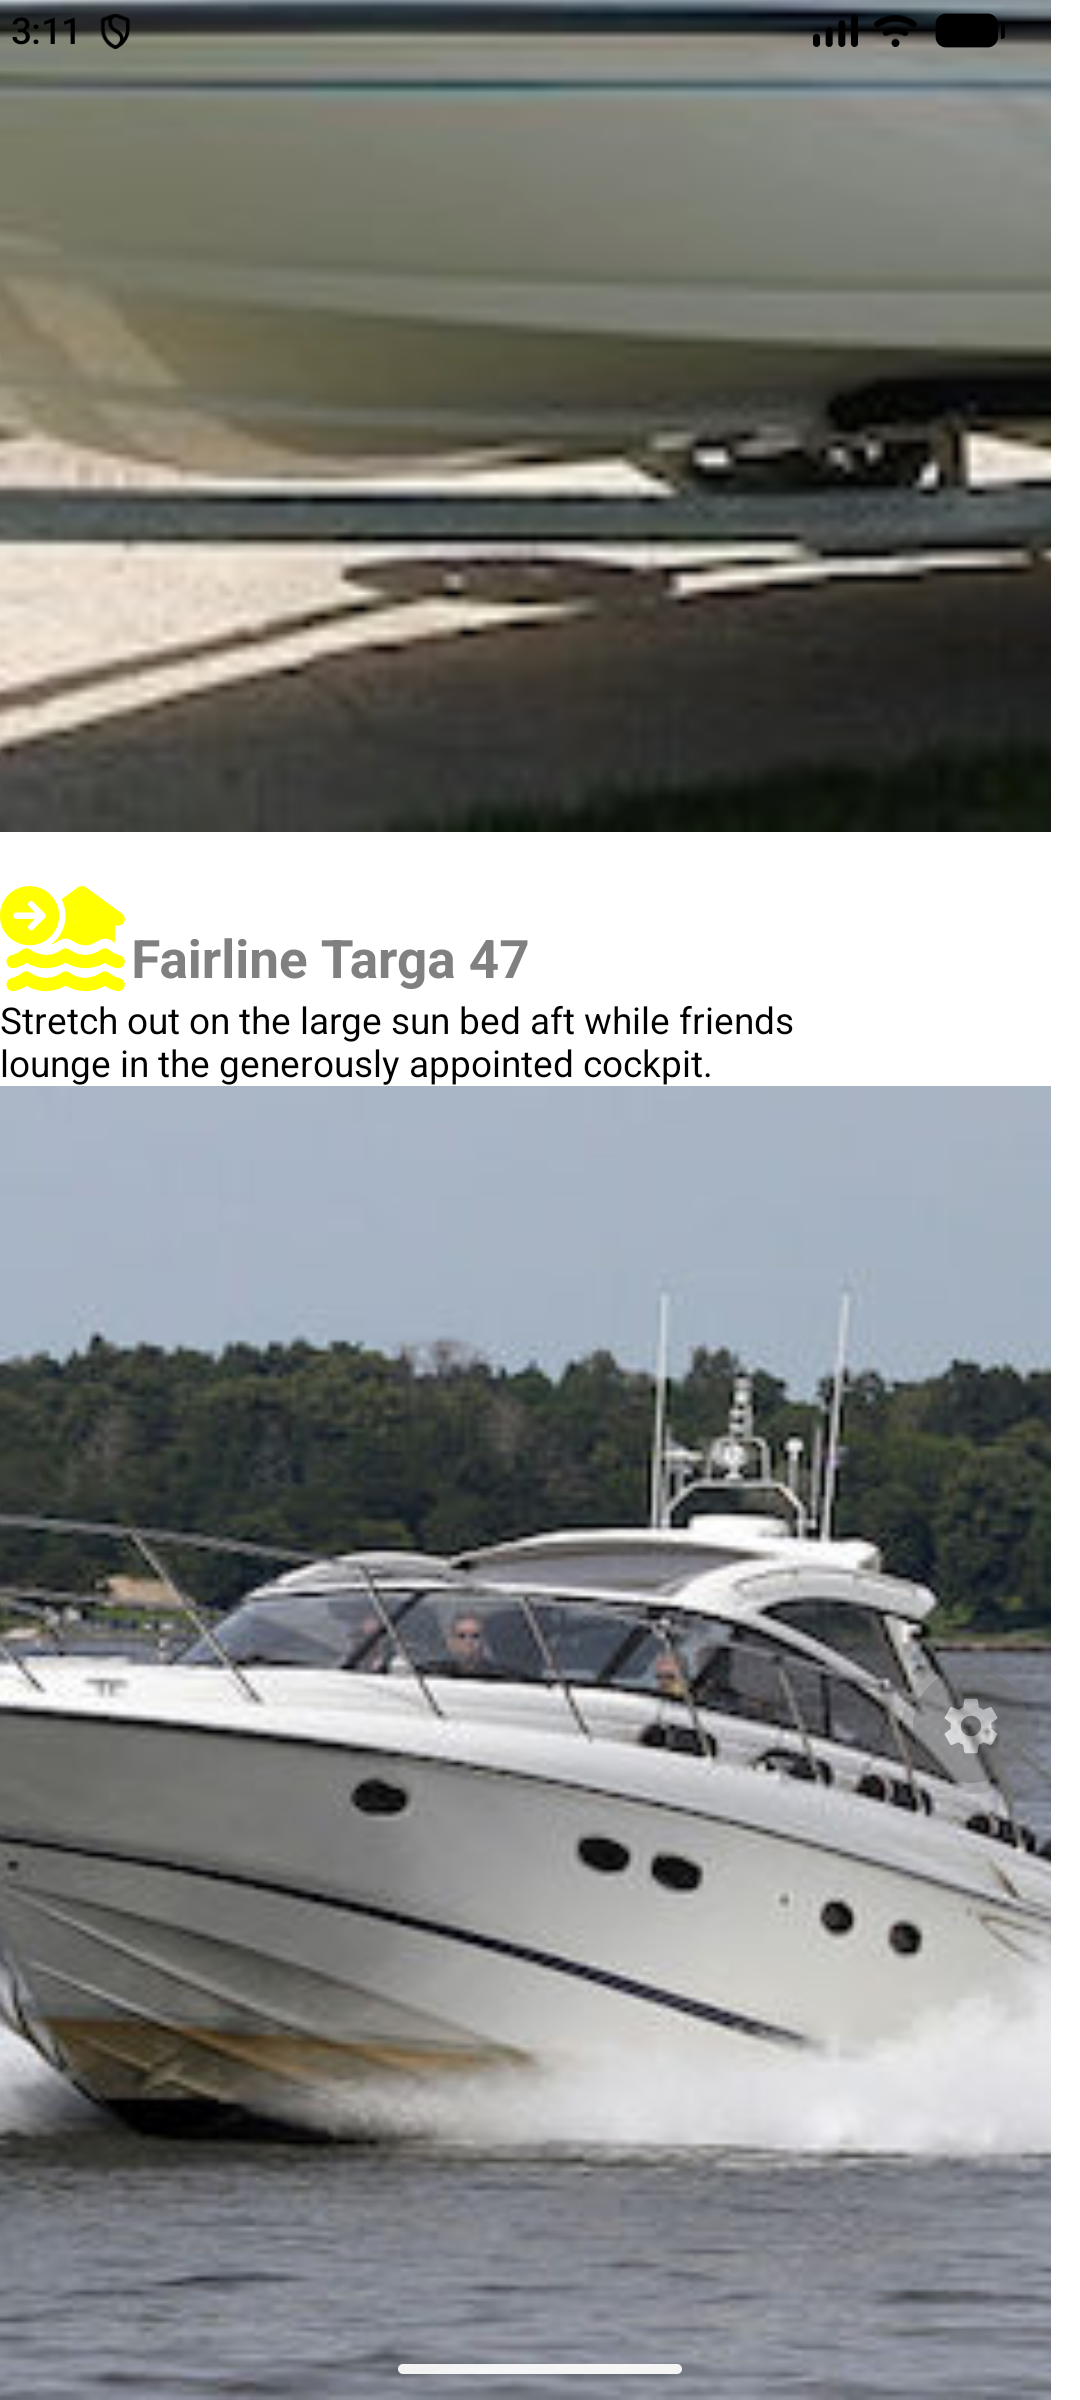 3:11
Fairline Targa 47
Stretch out on the large sun bed aft while friends
lounge in the generously appointed cockpit.